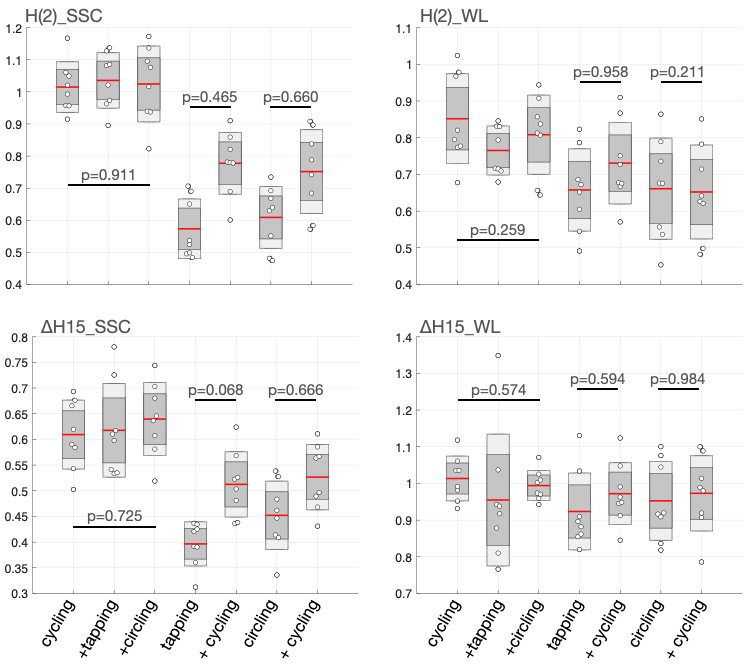 H(2)_SSC
1.2
1.1
1
0.9
0.8
0.7
0.6
0.5
0.4
p=0.911
p=0.465
p=0.660
H(2)_WL
1.1
1
0.9
0.8
0.7
0.6
0.5
0.4
p=0.259
p=0.958
p=0.211
ΔH15_SSC
0.8
0.75
0.7
0.65
0.6
0.55
0.5
0.45
0.4
0.35
0.3
p=0.725
p=0.068
p=0.666
cycling
+tapping
+circling
tapping
+ cycling
circling
+ cycling
ΔH15_WL
1.4
1.3
1.2
1.1
1
0.9
0.8
0.7
p=0.574
p=0.594
p=0.984
cycling
+tapping
+circling
tapping
+ cycling
circling
+ cycling